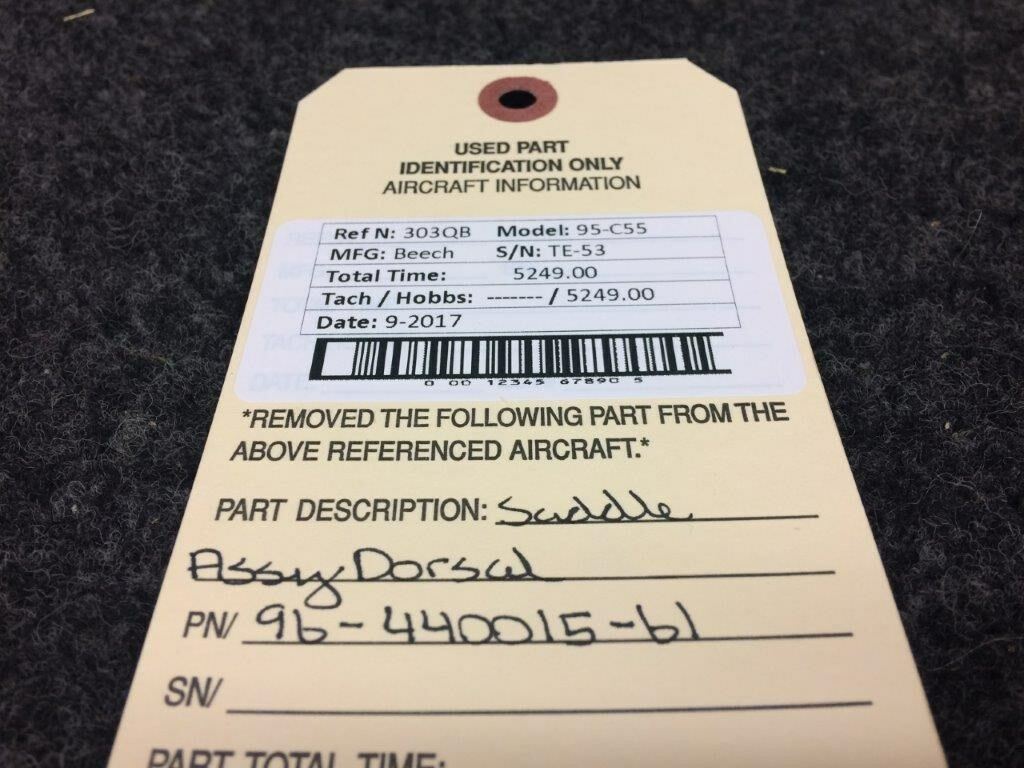 USED PART
IDENTIFICATION ONLY
AIRCRAFT INFORMATION
Ref N: 303QB Model: 95-C55
MFG: Beech S/N: TE-53
Total Time: 5249.00
Tach / Hobbs: ------- / 5249.00
Date: 9-2017
0 00 12345 67890 5
*REMOVED THE FOLLOWING PART FROM THE
ABOVE REFERENCED AIRCRAFT.*
PART DESCRIPTION: Saddle
Assy Dorsal
PN/ 96-440015-61
SN/
PART TOTAL TIME: